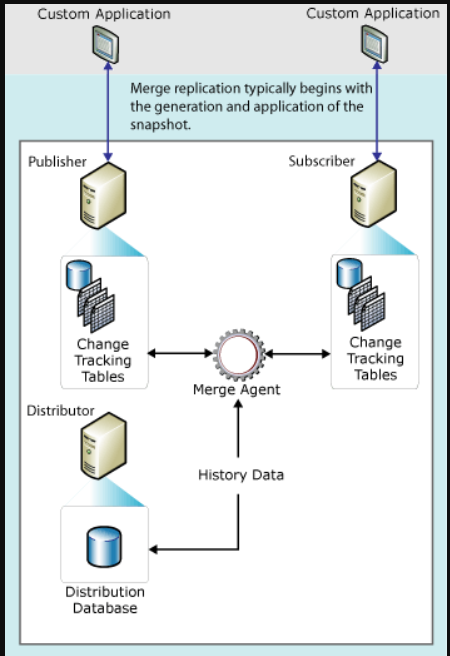 Custom Application
Custom Application
Merge replication typically begins with
the generation and application of the
snapshot.
Publisher
Subscriber
Change
Tracking
Tables
Change
Tracking
Tables
Merge Agent
Distributor
History Data
Distribution
Database